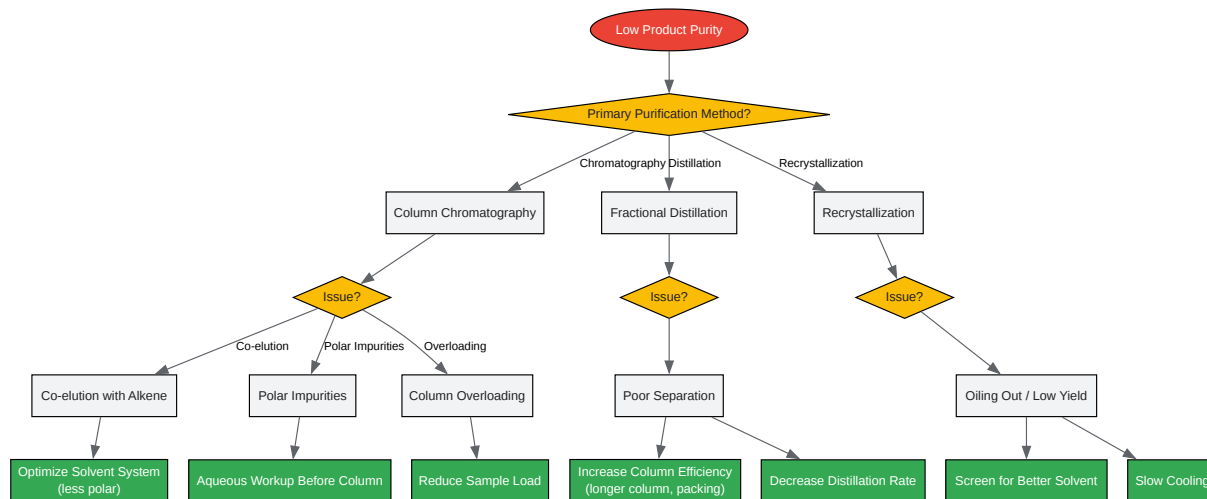 Low Product Purity
Primary Purification Method?
Chromatography
Distillation
Recrystallization
Column Chromatography
Fractional Distillation
Recrystallization
Issue?
Issue?
Issue?
Co-elution
Polar Impurities
Overloading
Co-elution with Alkene
Polar Impurities
Column Overloading
Poor Separation
Oiling Out / Low Yield
Optimize Solvent System
(less polar)
Aqueous Workup Before Column
Reduce Sample Load
Increase Column Efficiency
(longer column, packing)
Decrease Distillation Rate
Screen for Better Solvent
Slow Cooling